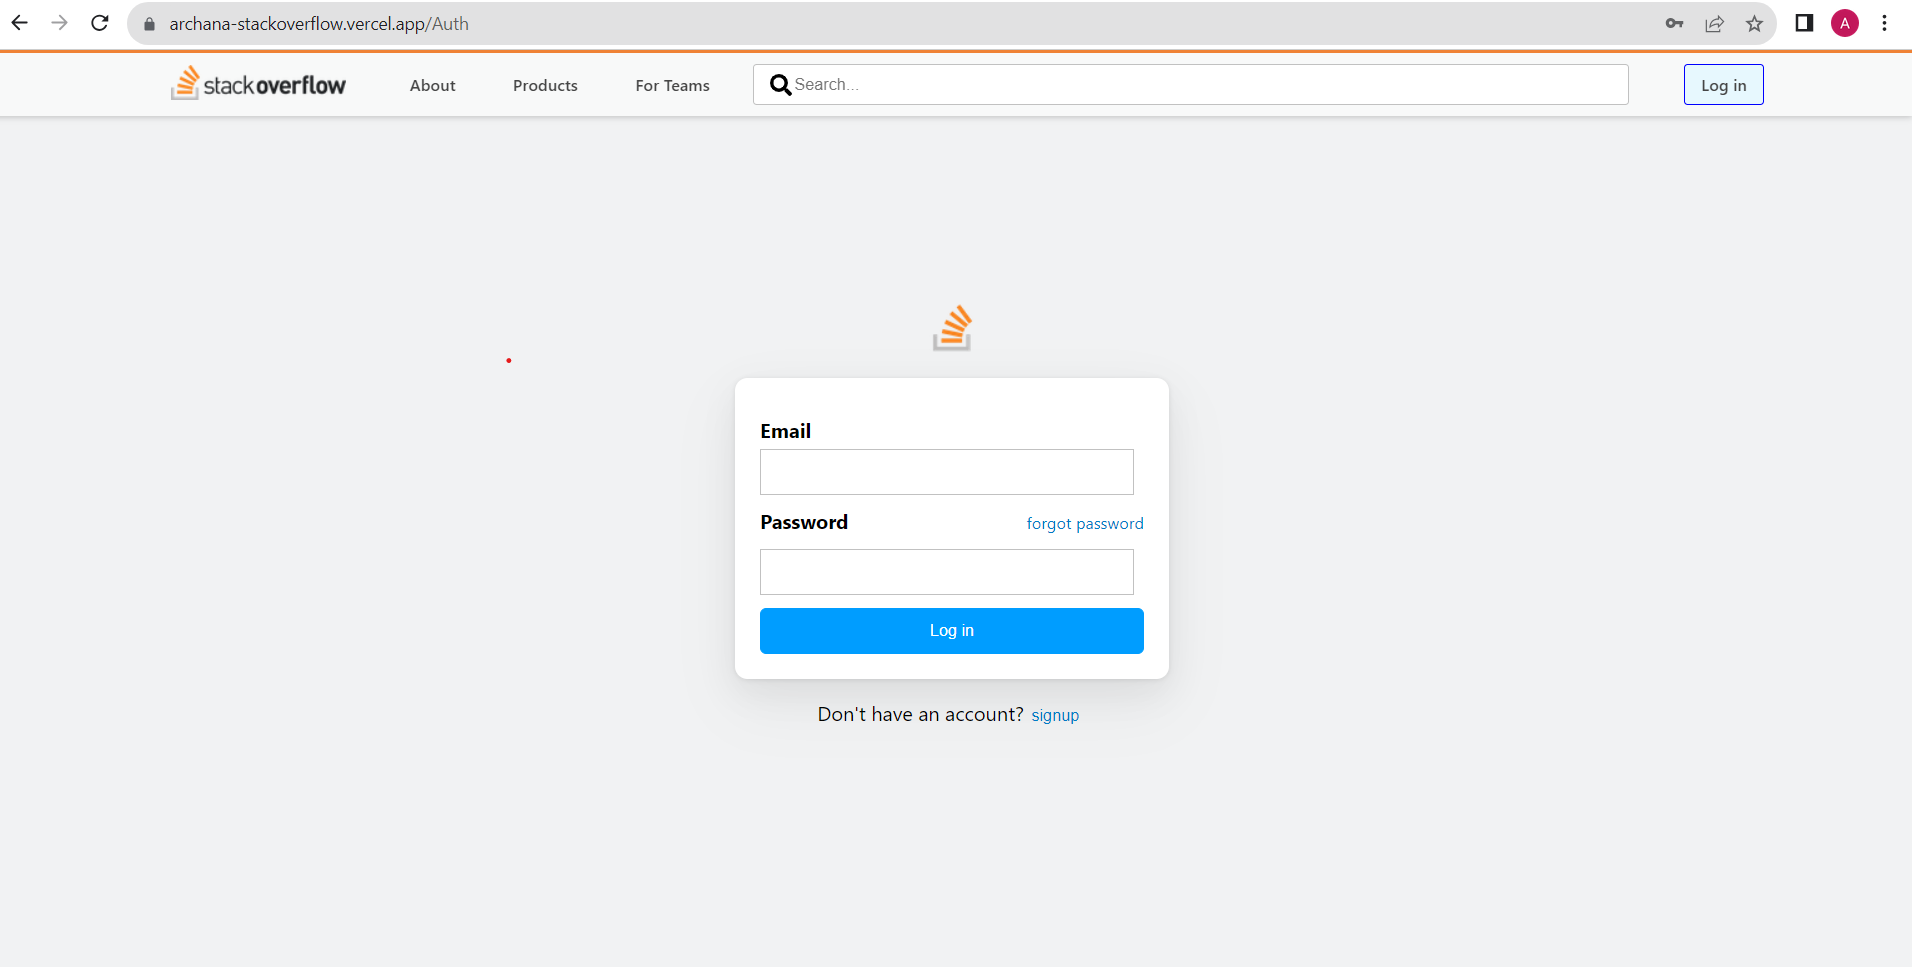 archana-stackoverflow.vercel.app/Auth
A
stackoverflow
About
Products
For Teams
Search...
Log in
Email
Password
forgot password
Log in
Don't have an account? signup